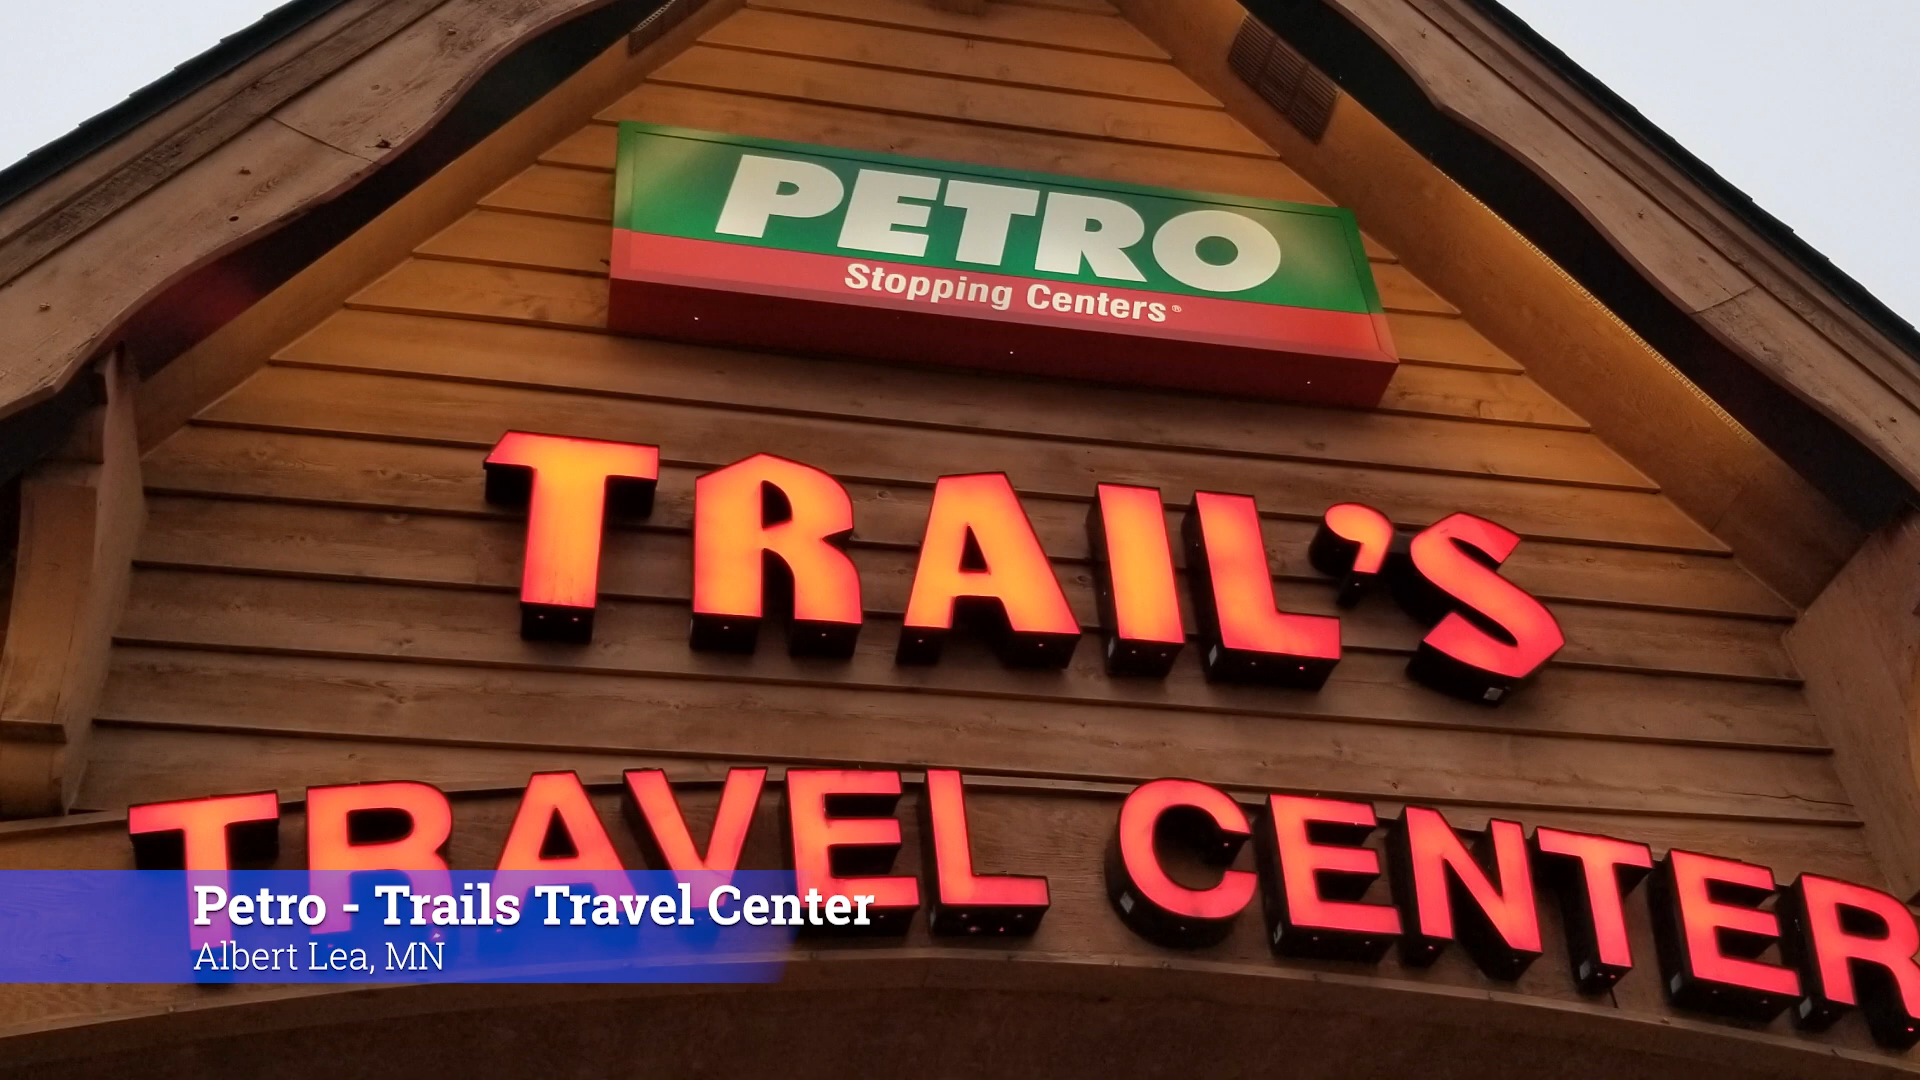 PETRO
Stopping Centers®
TRAIL'S
TRAVEL CENTER
Petro - Trails Travel Center
Albert Lea, MN